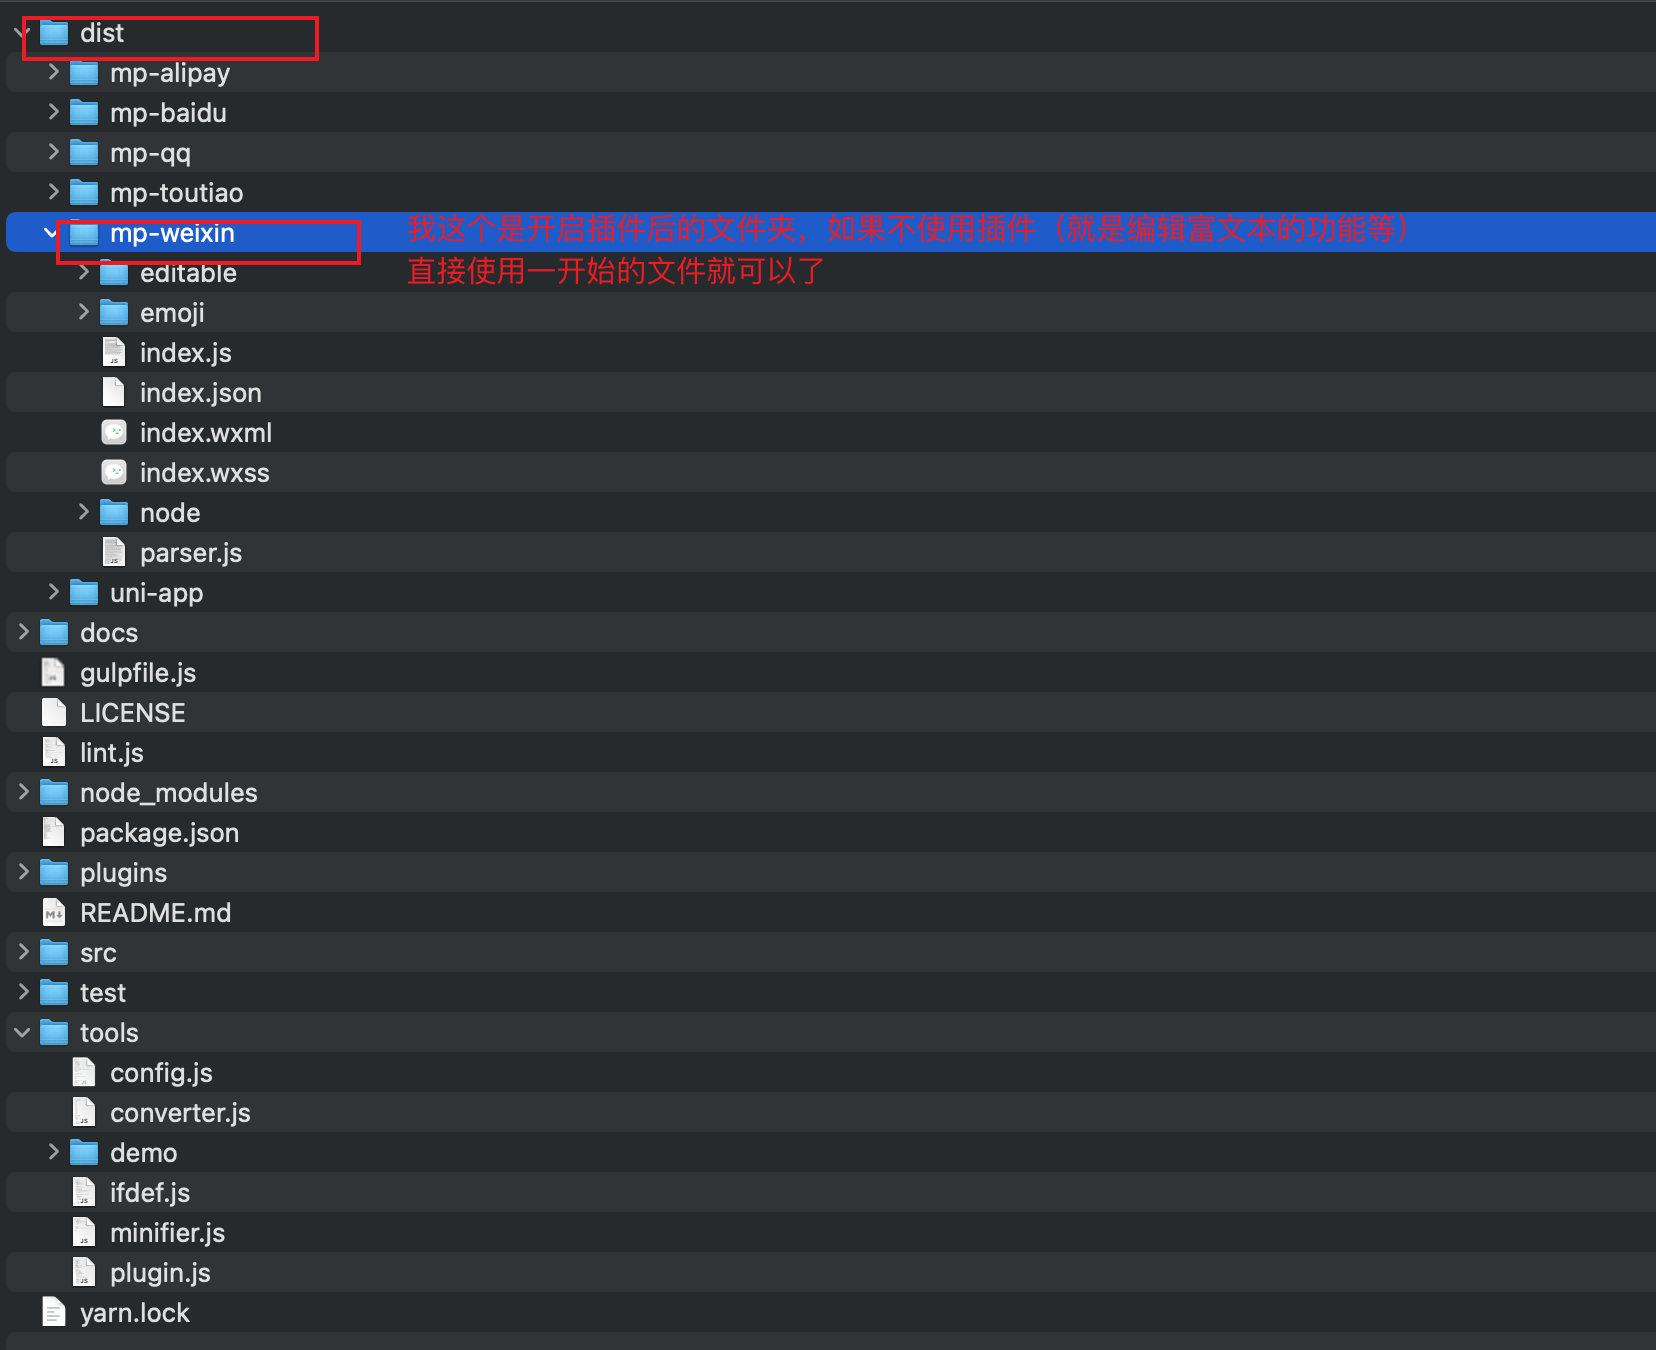 dist
mp-alipay
mp-baidu
mp-qq
mp-toutiao
mp-weixin 我这个是开启插件后的文件夹，如果不使用插件（就是编辑富文本的功能等）
editable 直接使用一开始的文件就可以了
emoji
index.js
index.json
index.wxml
index.wxss
node
parser.js
uni-app
docs
gulpfile.js
LICENSE
lint.js
node_modules
package.json
plugins
README.md
src
test
tools
config.js
converter.js
demo
ifdef.js
minifier.js
plugin.js
yarn.lock